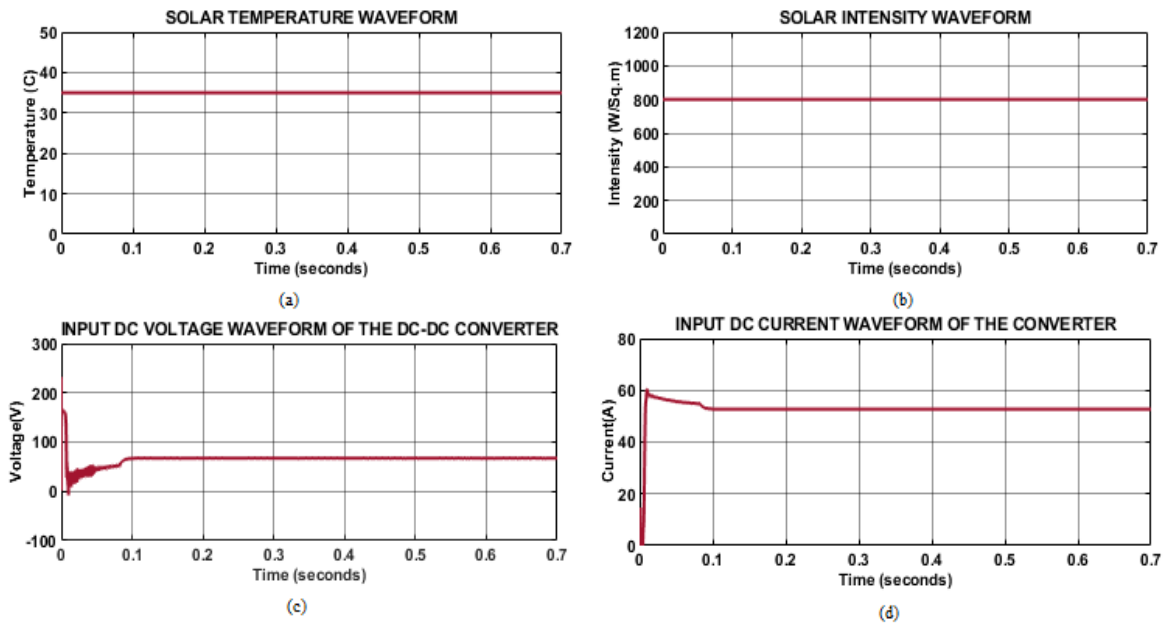 SOLAR TEMPERATURE WAVEFORM
50
40
30
20
10
0
Temperature (C)
0 0.1 0.2 0.3 0.4 0.5 0.6 0.7
Time (seconds)
(a)
SOLAR INTENSITY WAVEFORM
1200
1000
800
600
400
200
0
Intensity (W/Sq.m)
0 0.1 0.2 0.3 0.4 0.5 0.6 0.7
Time (seconds)
(b)
INPUT DC VOLTAGE WAVEFORM OF THE DC-DC CONVERTER
300
200
100
0
-100
Voltage(V)
0 0.1 0.2 0.3 0.4 0.5 0.6 0.7
Time (seconds)
(c)
INPUT DC CURRENT WAVEFORM OF THE CONVERTER
80
60
40
20
0
Current(A)
0 0.1 0.2 0.3 0.4 0.5 0.6 0.7
Time (seconds)
(d)